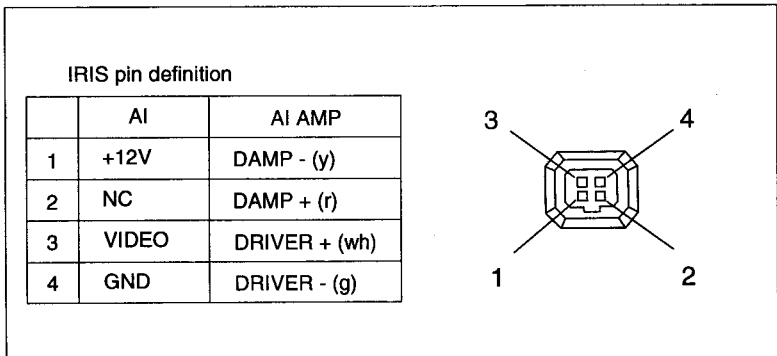 IRIS pin definition
AI AI AMP
1 +12V DAMP - (y)
2 NC DAMP + (r)
3 VIDEO DRIVER + (wh)
4 GND DRIVER - (g)
3 4
1 2